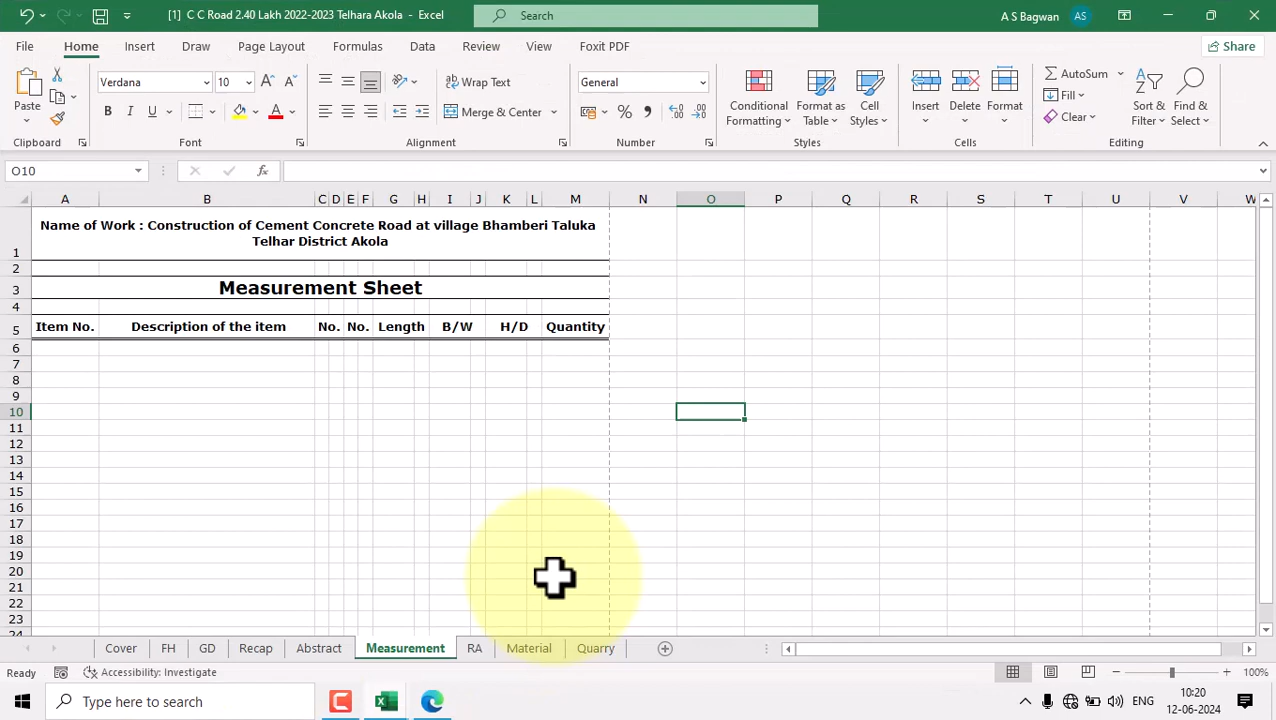 [1] C C Road 2.40 Lakh 2022-2023 Telhara Akola - Excel
Search
A S Bagwan
AS
File
Home
Insert
Draw
Page Layout
Formulas
Data
Review
View
Foxit PDF
Share
Paste
Verdana
10
B I U
Wrap Text
Merge & Center
General
Conditional
Formatting
Format as
Table
Cell
Styles
Insert
Delete
Format
AutoSum
Fill
Clear
Sort &
Filter
Find &
Select
Clipboard
Font
Alignment
Number
Styles
Cells
Editing
O10
fx
A B C D E F G H I J K L M N O P Q R S T U V W
1
Name of Work : Construction of Cement Concrete Road at village Bhamberi Taluka
Telhar District Akola
2
3 Measurement Sheet
4
5 Item No. Description of the item No. No. Length B/W H/D Quantity
6
7
8
9
10
11
12
13
14
15
16
17
18
19
20
21
22
23
24
Cover FH GD Recap Abstract Measurement RA Material Quarry
Ready
Accessibility: Investigate
100%
Type here to search
ENG
10:20
12-06-2024